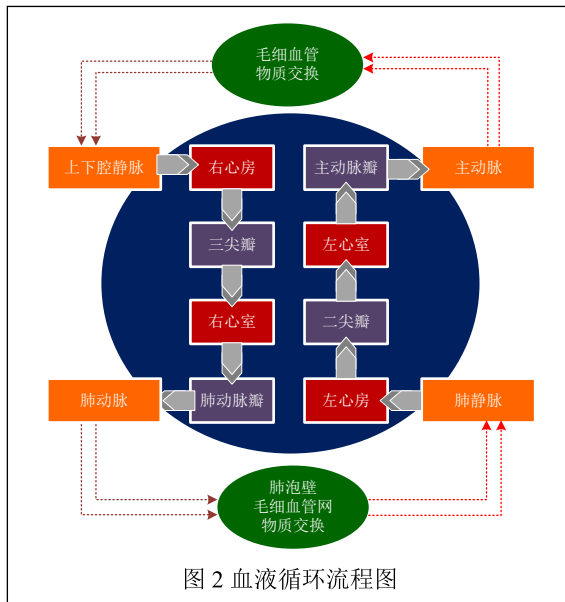 毛细血管
物质交换
上下腔静脉
右心房
主动脉瓣
主动脉
三尖瓣
左心室
右心室
二尖瓣
肺动脉
肺动脉瓣
左心房
肺静脉
肺泡壁
毛细血管网
物质交换
图 2 血液循环流程图